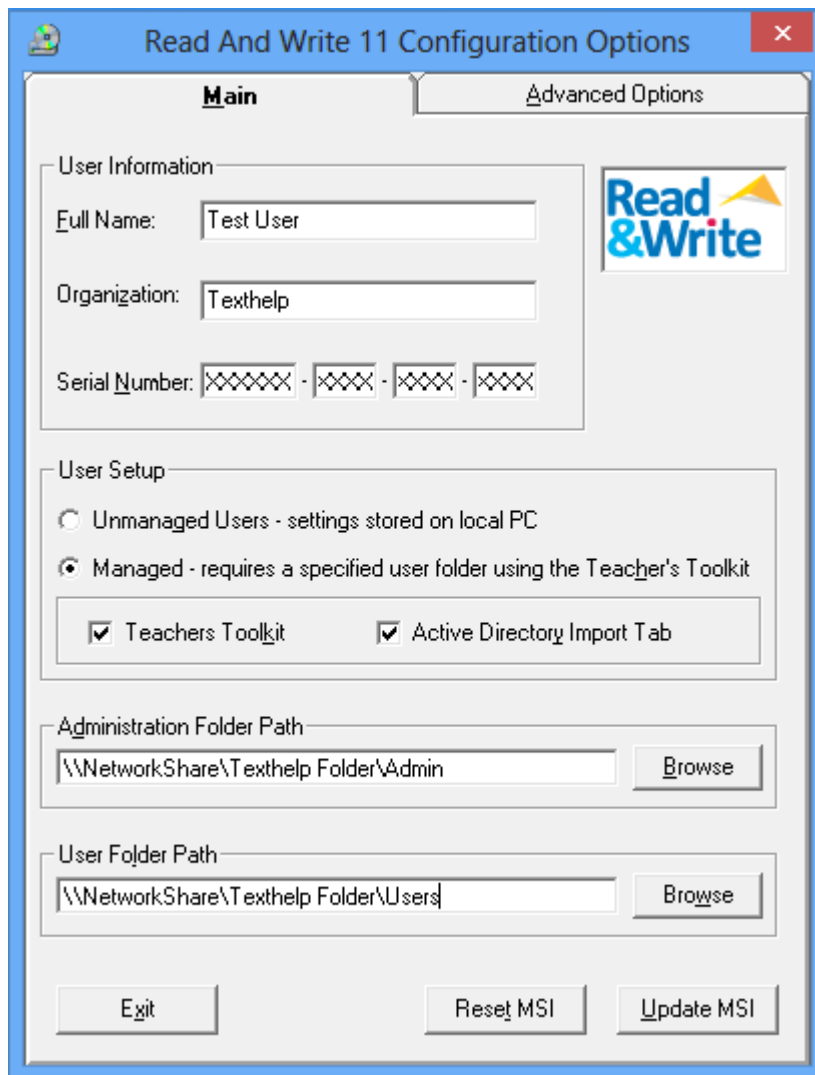 Read And Write 11 Configuration Options
Main
Advanced Options
User Information
Full Name: Test User
Read
&Write
Organization: Texthelp
Serial Number: XXXXXX - XXXX - XXXX - XXXX
User Setup
Unmanaged Users - settings stored on local PC
Managed - requires a specified user folder using the Teacher's Toolkit
Teachers Toolkit Active Directory Import Tab
Administration Folder Path
\\NetworkShare\Texthelp Folder\Admin Browse
User Folder Path
\\NetworkShare\Texthelp Folder\Users Browse
Exit Reset MSI Update MSI